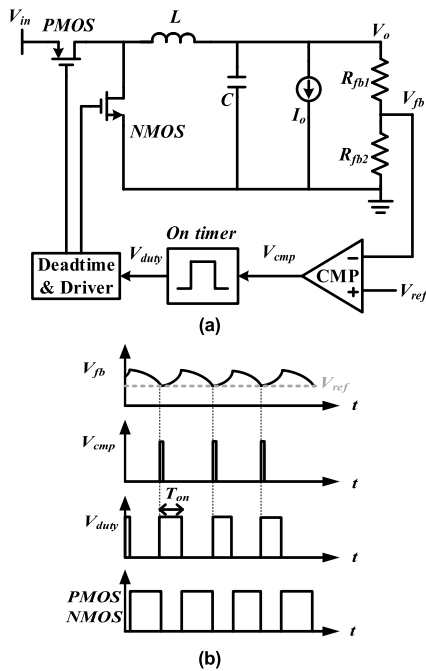 V_in PMOS L V_o
R_fb1
V_fb
C
I_o
NMOS
R_fb2
On timer
V_duty
V_cmp
Deadtime
& Driver
CMP
−
+
V_ref
(a)
V_fb
V_ref
t
V_cmp
t
T_on
V_duty
t
PMOS
NMOS
t
(b)